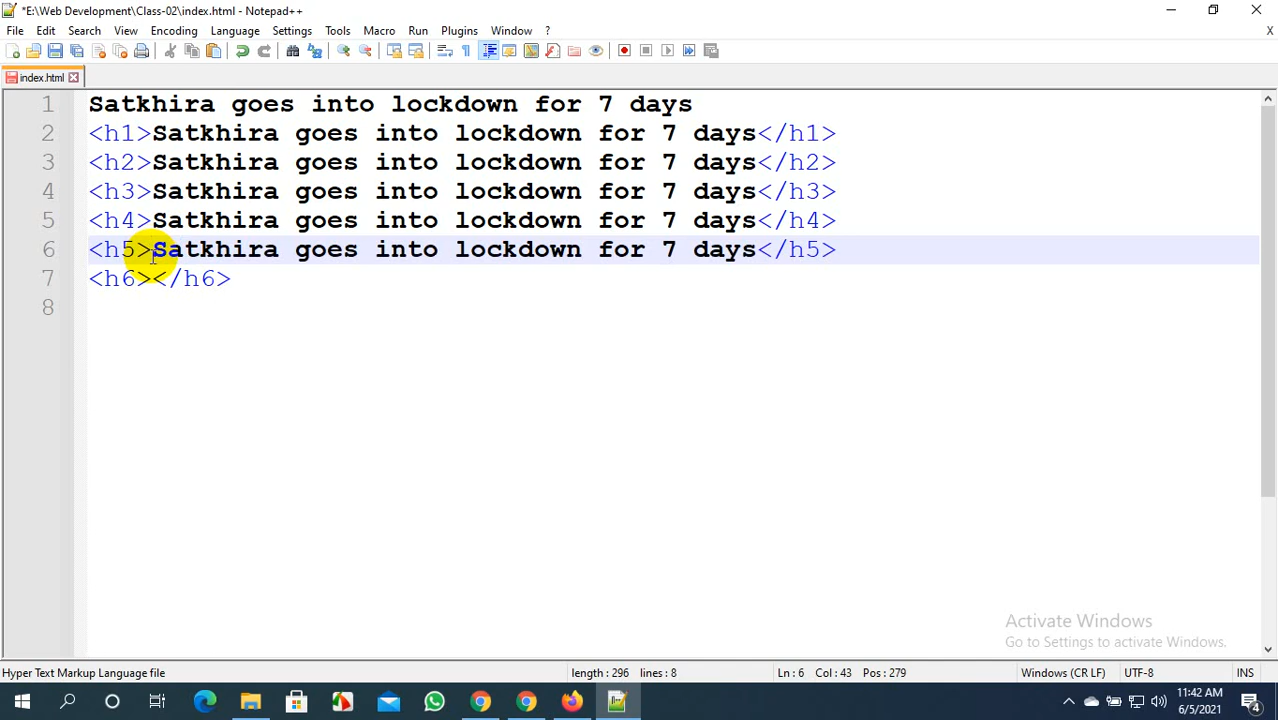 *E:\Web Development\Class-02\index.html - Notepad++
File Edit Search View Encoding Language Settings Tools Macro Run Plugins Window ? X
index.html
1 Satkhira goes into lockdown for 7 days
2 <h1>Satkhira goes into lockdown for 7 days</h1>
3 <h2>Satkhira goes into lockdown for 7 days</h2>
4 <h3>Satkhira goes into lockdown for 7 days</h3>
5 <h4>Satkhira goes into lockdown for 7 days</h4>
6 <h5>Satkhira goes into lockdown for 7 days</h5>
7 <h6></h6>
8
Activate Windows
Go to Settings to activate Windows.
Hyper Text Markup Language file length : 296 lines : 8 Ln : 6 Col : 43 Pos : 279 Windows (CR LF) UTF-8 INS
11:42 AM
6/5/2021
4